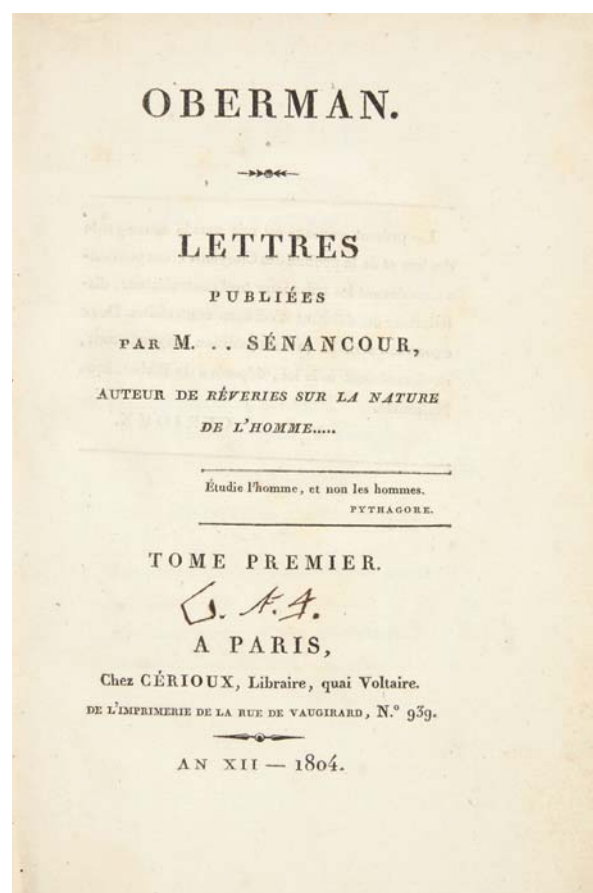 OBERMAN.
LETTRES
PUBLIÉES
PAR M. . . SÉNANCOUR,
AUTEUR DE RÊVERIES SUR LA NATURE
DE L'HOMME.....
Étudie l'homme, et non les hommes.
PYTHAGORE.
TOME PREMIER.
A PARIS,
Chez CÉRIOUX, Libraire, quai Voltaire.
DE L'IMPRIMERIE DE LA RUE DE VAUGIRARD, N.° 939.
AN XII — 1804.